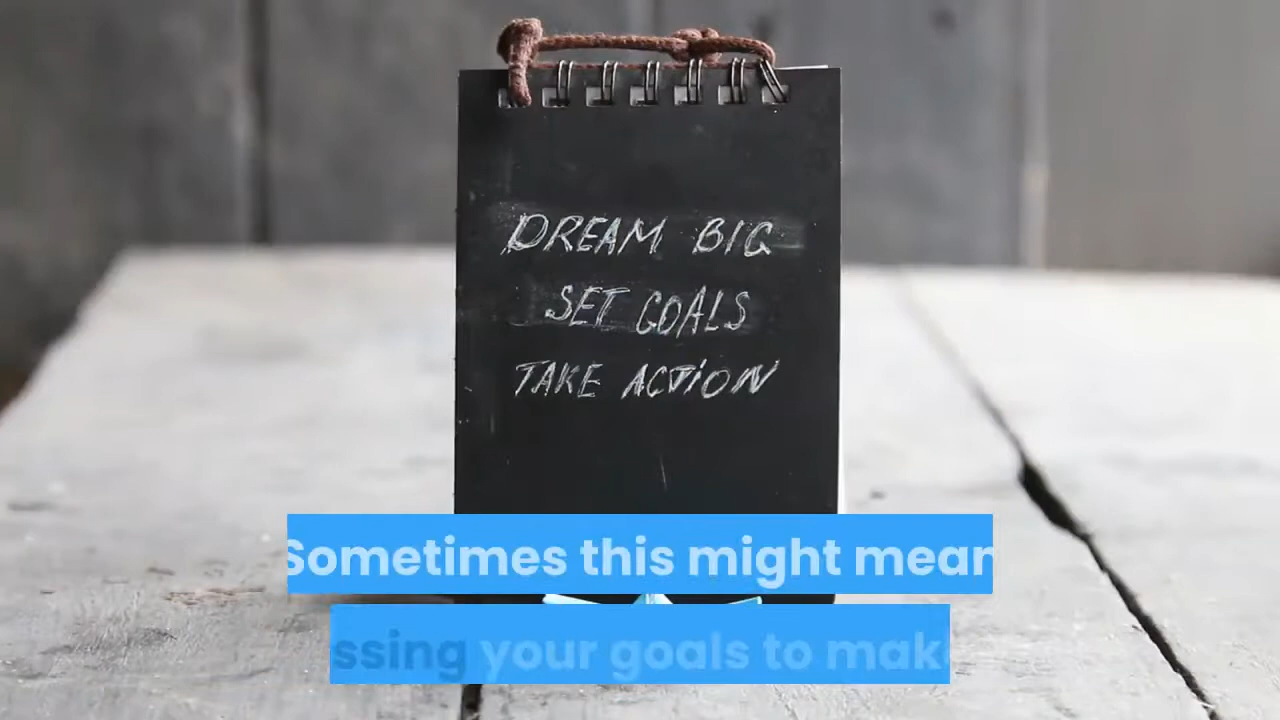 DREAM BIG
SET GOALS
TAKE ACTION
Sometimes this might mean
your goals to